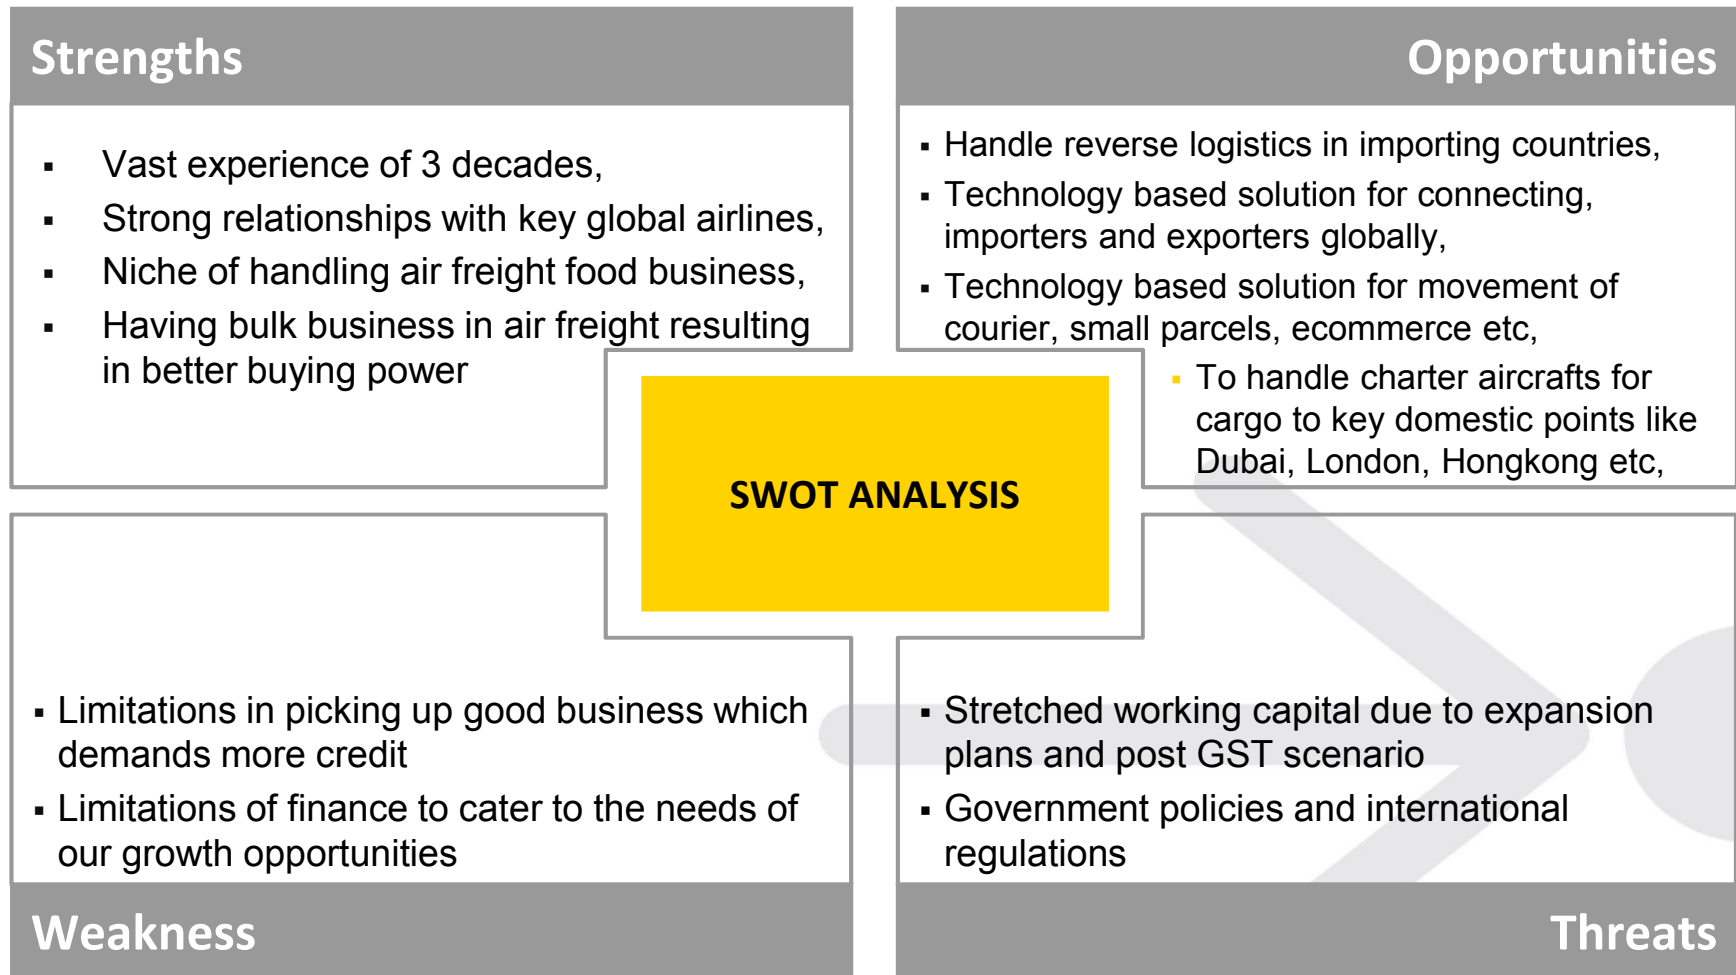 Strengths
▪ Vast experience of 3 decades,
▪ Strong relationships with key global airlines,
▪ Niche of handling air freight food business,
▪ Having bulk business in air freight resulting
in better buying power
Opportunities
▪ Handle reverse logistics in importing countries,
▪ Technology based solution for connecting,
importers and exporters globally,
▪ Technology based solution for movement of
courier, small parcels, ecommerce etc,
▪ To handle charter aircrafts for
cargo to key domestic points like
Dubai, London, Hongkong etc,
SWOT ANALYSIS
▪ Limitations in picking up good business which
demands more credit
▪ Limitations of finance to cater to the needs of
our growth opportunities
Weakness
▪ Stretched working capital due to expansion
plans and post GST scenario
▪ Government policies and international
regulations
Threats